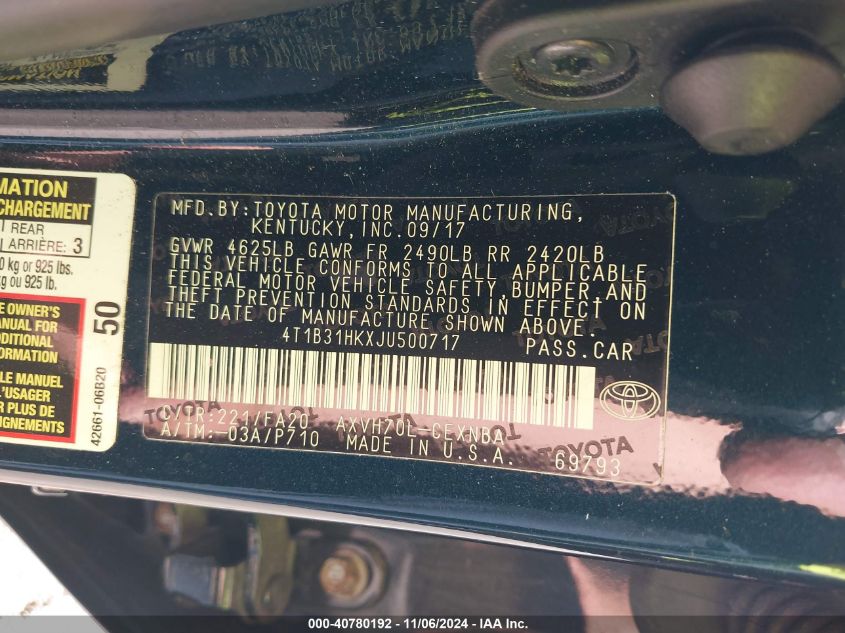 MATION
CHARGEMENT
REAR
ARRIÈRE: 3
0 kg or 925 lbs.
kg ou 925 lb.
E OWNER'S
ANUAL FOR
DDITIONAL
ORMATION
LE MANUEL
L'USAGER
R PLUS DE
50
42661-06B20
MFD.BY:TOYOTA MOTOR MANUFACTURING,
KENTUCKY,INC.09/17
GVWR 4625LB GAWR FR 2490LB RR 2420LB
THIS VEHICLE CONFORMS TO ALL APPLICABLE
FEDERAL MOTOR VEHICLE SAFETY,BUMPER,AND
THEFT PREVENTION STANDARDS IN EFFECT ON
THE DATE OF MANUFACTURE SHOWN ABOVE.
4T1B31HKXJU500717 PASS.CAR
C/TR:221/FA20 AXVH70L-CEXNBA
A/TM:-03A/P710 MADE IN U.S.A. 69793
TOYOTA
TOYOTA
TOYOTA
000-40780192 - 11/06/2024 - IAA Inc.